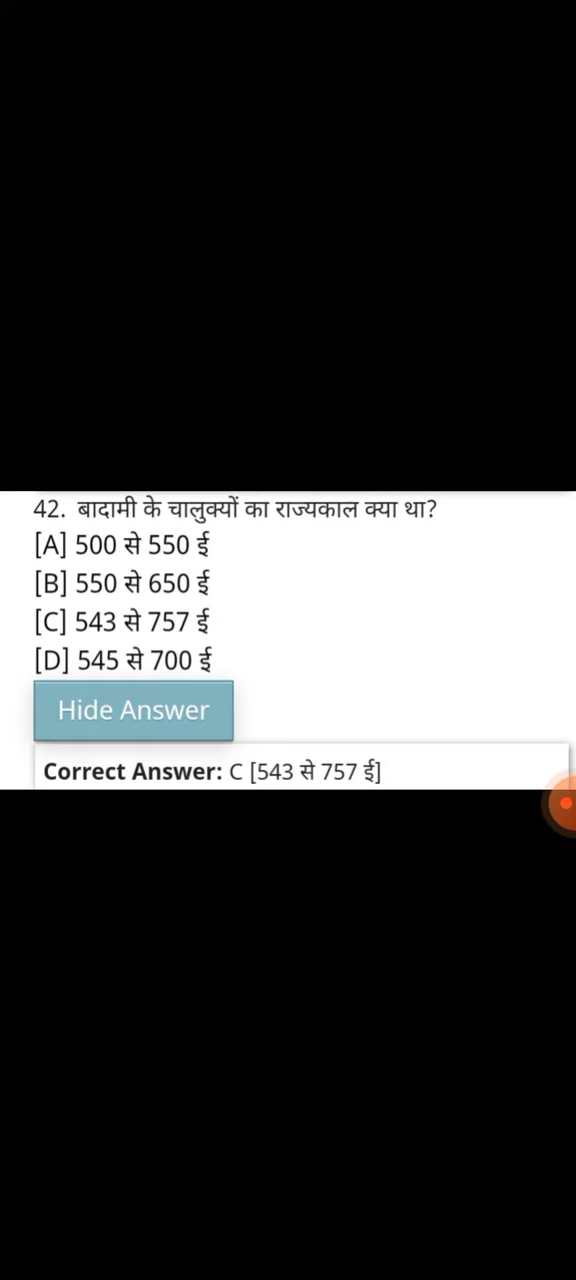 42. बादामी के चालुक्यों का राज्यकाल क्या था?
[A] 500 से 550 ई
[B] 550 से 650 ई
[C] 543 से 757 ई
[D] 545 से 700 ई
Hide Answer
Correct Answer: C [543 से 757 ई]